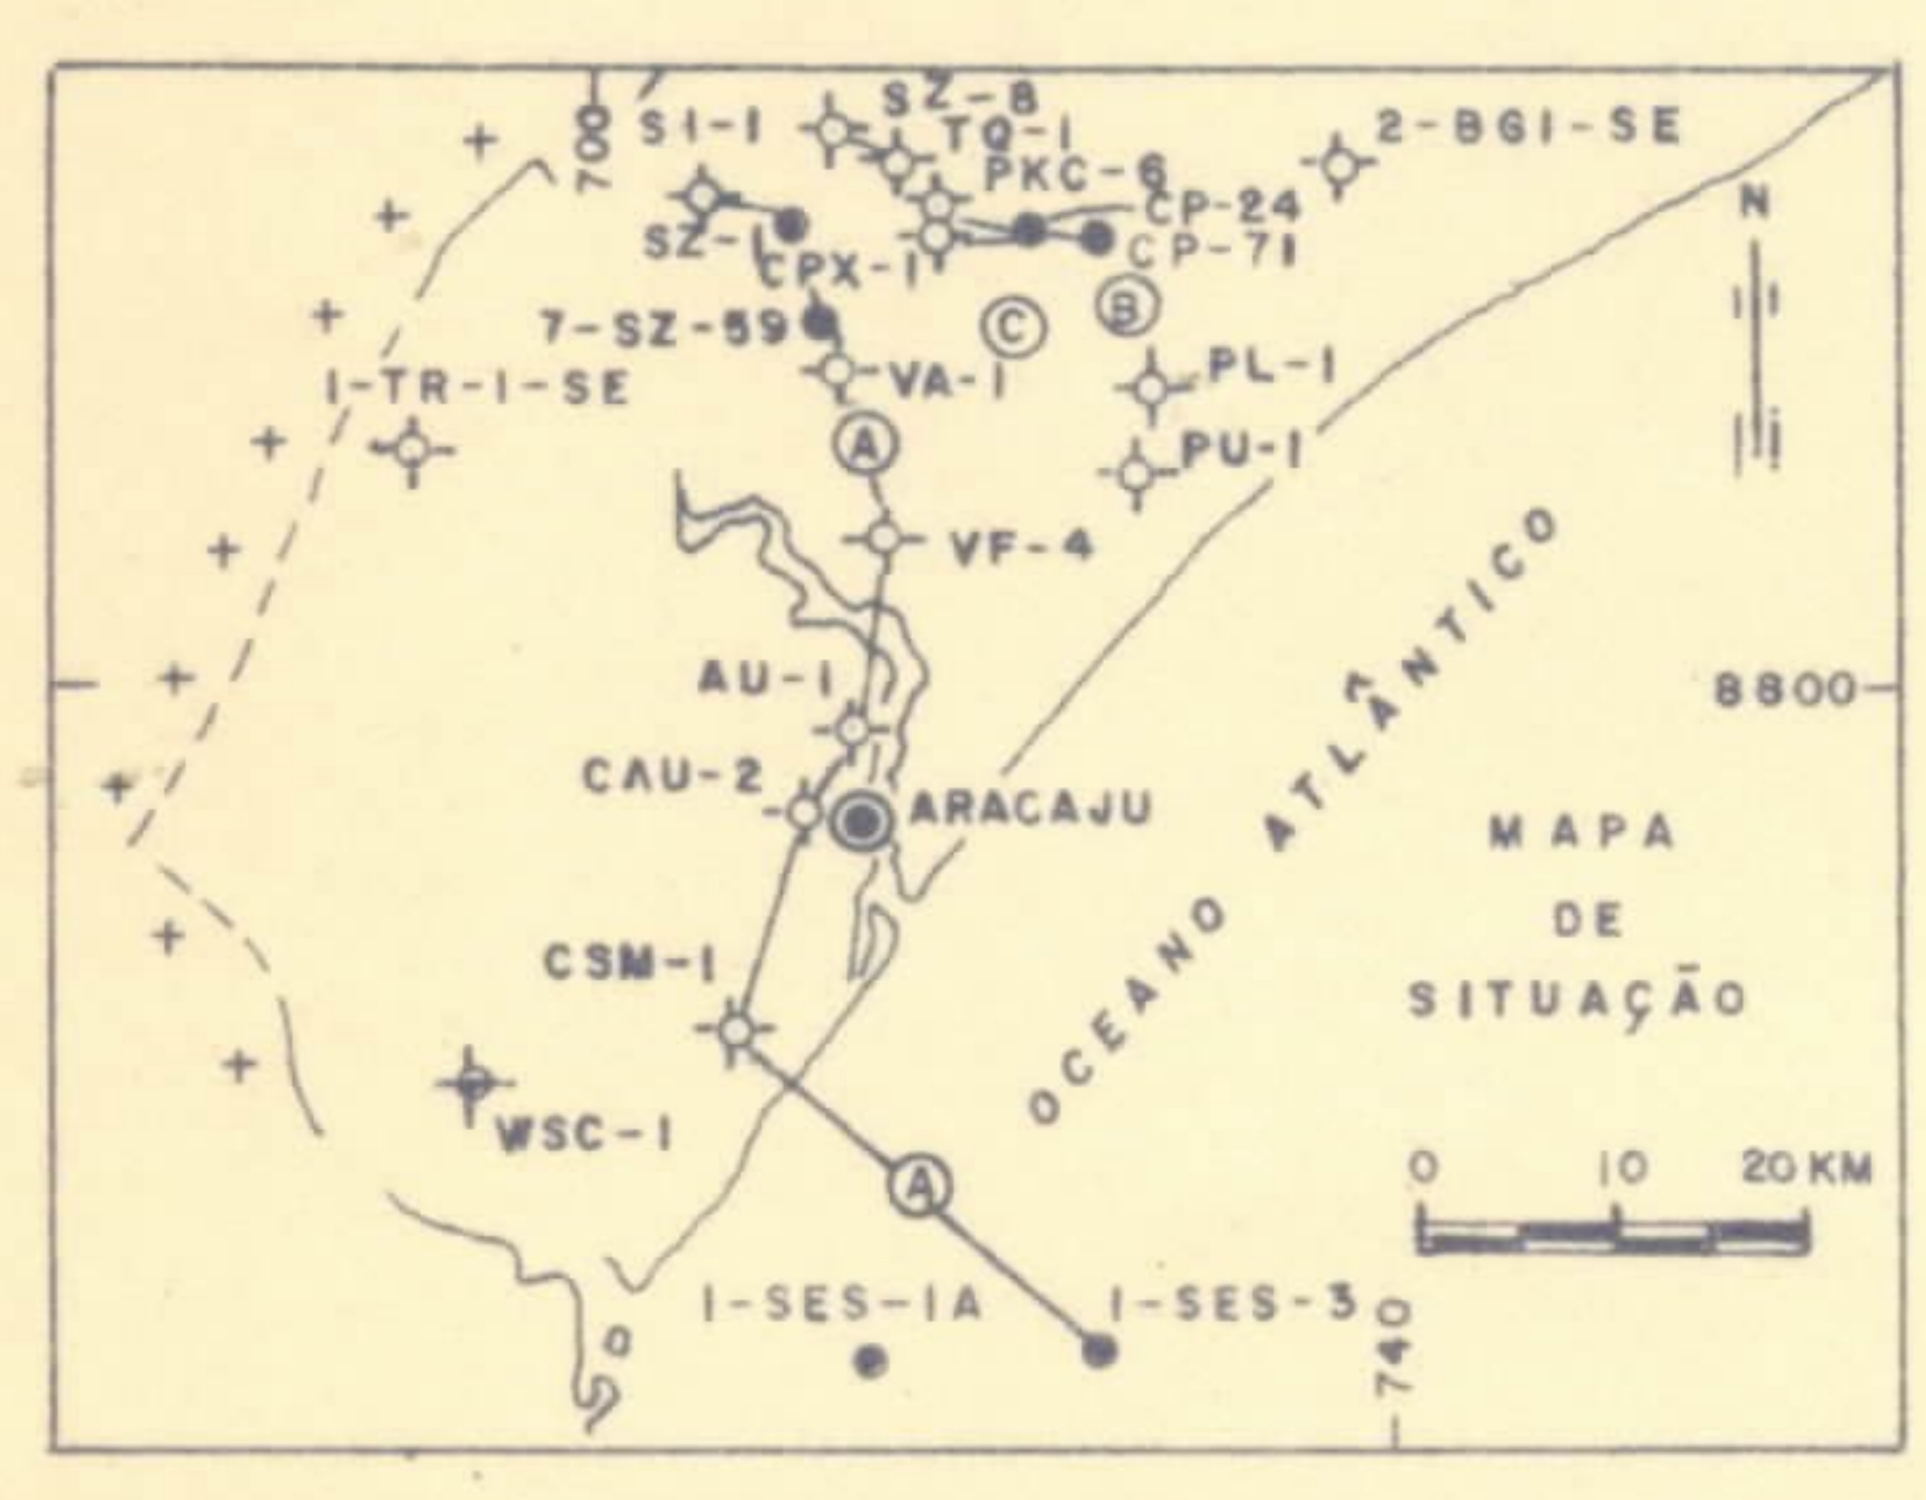 700
SI-1
SZ-8
TQ-1
PKC-6
2-BGI-SE
CP-24
CP-71
SZ-1
CPX-1
N
7-SZ-59
C
B
VA-1
PL-1
1-TR-1-SE
A
PU-1
VF-4
AU-1
8800
CAU-2
ARACAJU
OCEANO ATLÂNTICO
MAPA
DE
SITUAÇÃO
CSM-1
WSC-1
A
0 10 20 KM
1-SES-1A
1-SES-3
740